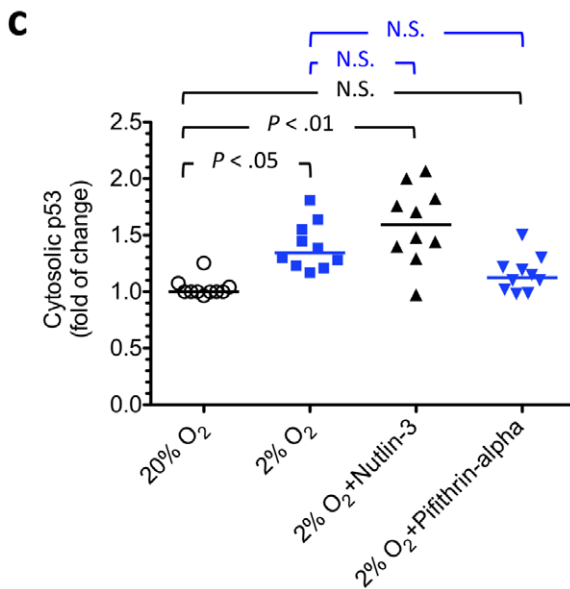 c
N.S.
N.S.
N.S.
P < .01
P < .05
Cytosolic p53
(fold of change)
2.5
2.0
1.5
1.0
0.5
0.0
20% O₂
2% O₂
2% O₂+Nutlin-3
2% O₂+Pifithrin-alpha